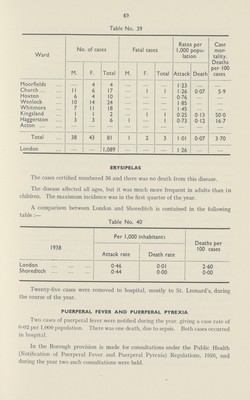 49
Table No. 39
Ward No. of cases Fatal cases Rates per 1,000 population Case mortality. Deaths per 100 cases
M. F. Total M. F. Total Attack Death
Moorfields ... — 4 4 — — — 1·23 — —
Church ... 11 6 17 — 1 1 1·26 0·07 5·9
Hoxton ... 6 4 10 — — — 0·76 — —
Wenlock ... 10 14 24 — — — 1·85 — —
Whitmore ... 7 11 18 — — — 1·45 — —
Kingsland ... 1 1 2 — 1 1 0·25 0·13 50·0
Haggerston ... 3 3 6 1 — 1 0·73 0·12 16·7
Acton ... — — — — — — — — —
Total ... 38 43 81 1 2 3 1·01 0·07 3·70
London ... — — 1,089 — — — 1·26 — —
ERYSIPELAS
The cases certified numbered 36 and there was no death from this disease.
The disease affected all ages, but it was much more frequent in adults than in
children. The maximum incidence was in the first quarter of the year.
A comparison between London and Shoreditch is contained in the following
table :—
Table No. 40
1938 Per 1,000 inhabitants Deaths per 100 cases
Attack rate Death rate
London ... ... ... 0·46 0·01 2·60
Shoreditch ... ... ... 0·44 0·00 0·00
Twenty-five cases were removed to hospital, mostly to St. Leonard's, during
the course of the year.
PUERPERAL FEVER AND PUERPERAL PYREXIA
Two cases of puerperal fever were notified during the year, giving a case rate of
0·02 per 1,000 population. There was one death, due to sepsis. Both cases occurred
in hospital.
In the Borough provision is made for consultations under the Public Health
(Notification of Puerperal Fever and Puerperal Pyrexia) Regulations, 1926, and
during the year two such consultations were held.